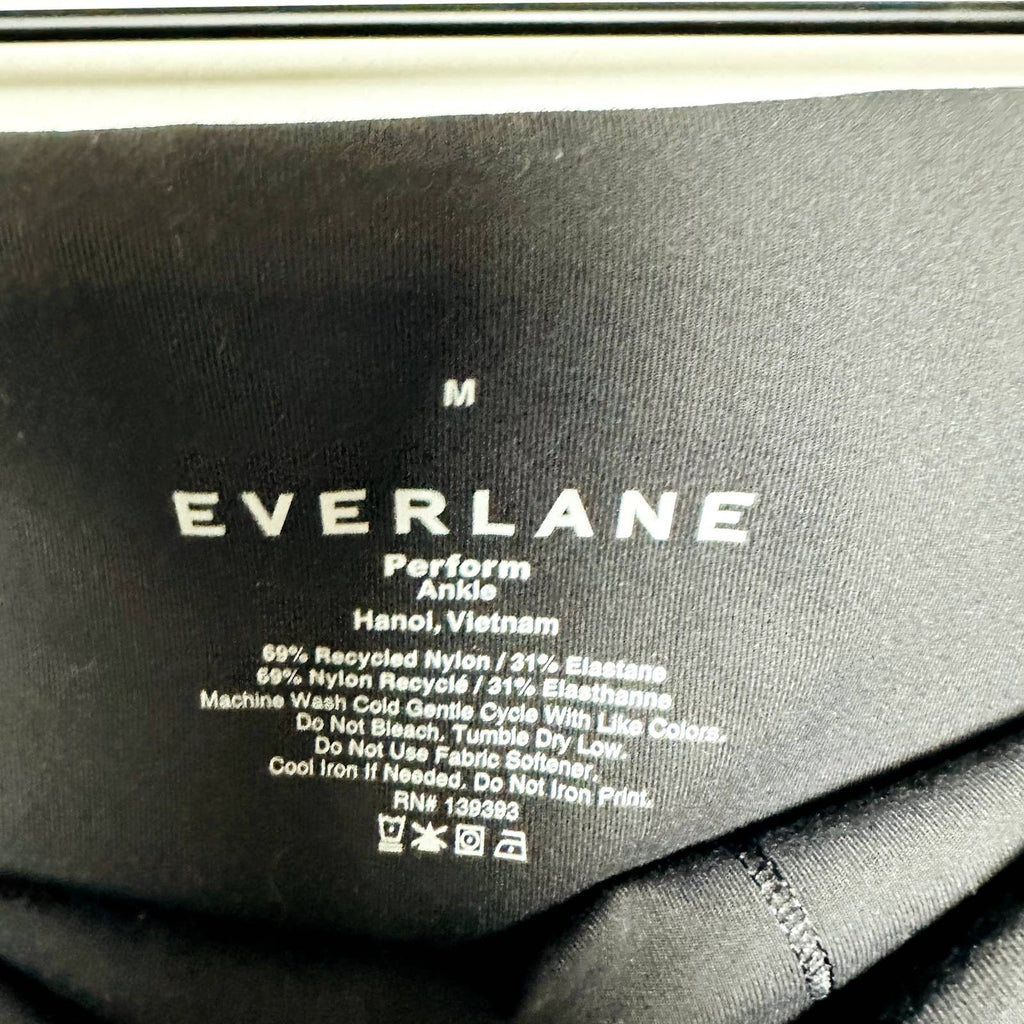 M
EVERLANE
Perform
Ankle
Hanoi, Vietnam
69% Recycled Nylon / 31% Elastane
69% Nylon Recyclé / 31% Elasthanne
Machine Wash Cold Gentle Cycle With Like Colors.
Do Not Bleach. Tumble Dry Low.
Do Not Use Fabric Softener.
Cool Iron If Needed. Do Not Iron Print.
RN# 139393